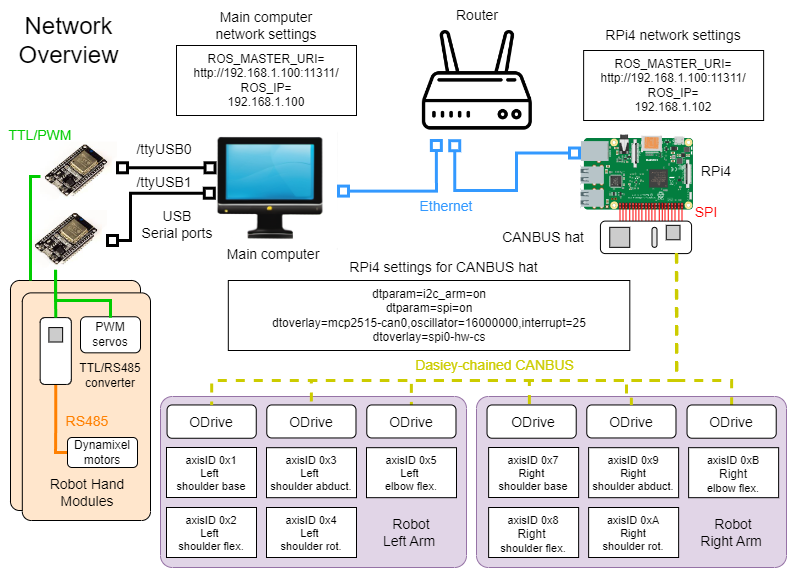 Network
Overview
Main computer
network settings
ROS_MASTER_URI=
http://192.168.1.100:11311/
ROS_IP=
192.168.1.100
Router
RPi4 network settings
ROS_MASTER_URI=
http://192.168.1.100:11311/
ROS_IP=
192.168.1.102
TTL/PWM
/ttyUSB0
/ttyUSB1
USB
Serial ports
Main computer
Ethernet
RPi4
SPI
CANBUS hat
RPi4 settings for CANBUS hat
dtparam=i2c_arm=on
dtparam=spi=on
dtoverlay=mcp2515-can0,oscillator=16000000,interrupt=25
dtoverlay=spi0-hw-cs
Dasiey-chained CANBUS
PWM
servos
TTL/RS485
converter
RS485
Dynamixel
motors
Robot Hand
Modules
ODrive
ODrive
ODrive
axisID 0x1
Left
shoulder base
axisID 0x3
Left
shoulder abduct.
axisID 0x5
Left
elbow flex.
axisID 0x2
Left
shoulder flex.
axisID 0x4
Left
shoulder rot.
Robot
Left Arm
ODrive
ODrive
ODrive
axisID 0x7
Right
shoulder base
axisID 0x9
Right
shoulder abduct.
axisID 0xB
Right
elbow flex.
axisID 0x8
Right
shoulder flex.
axisID 0xA
Right
shoulder rot.
Robot
Right Arm